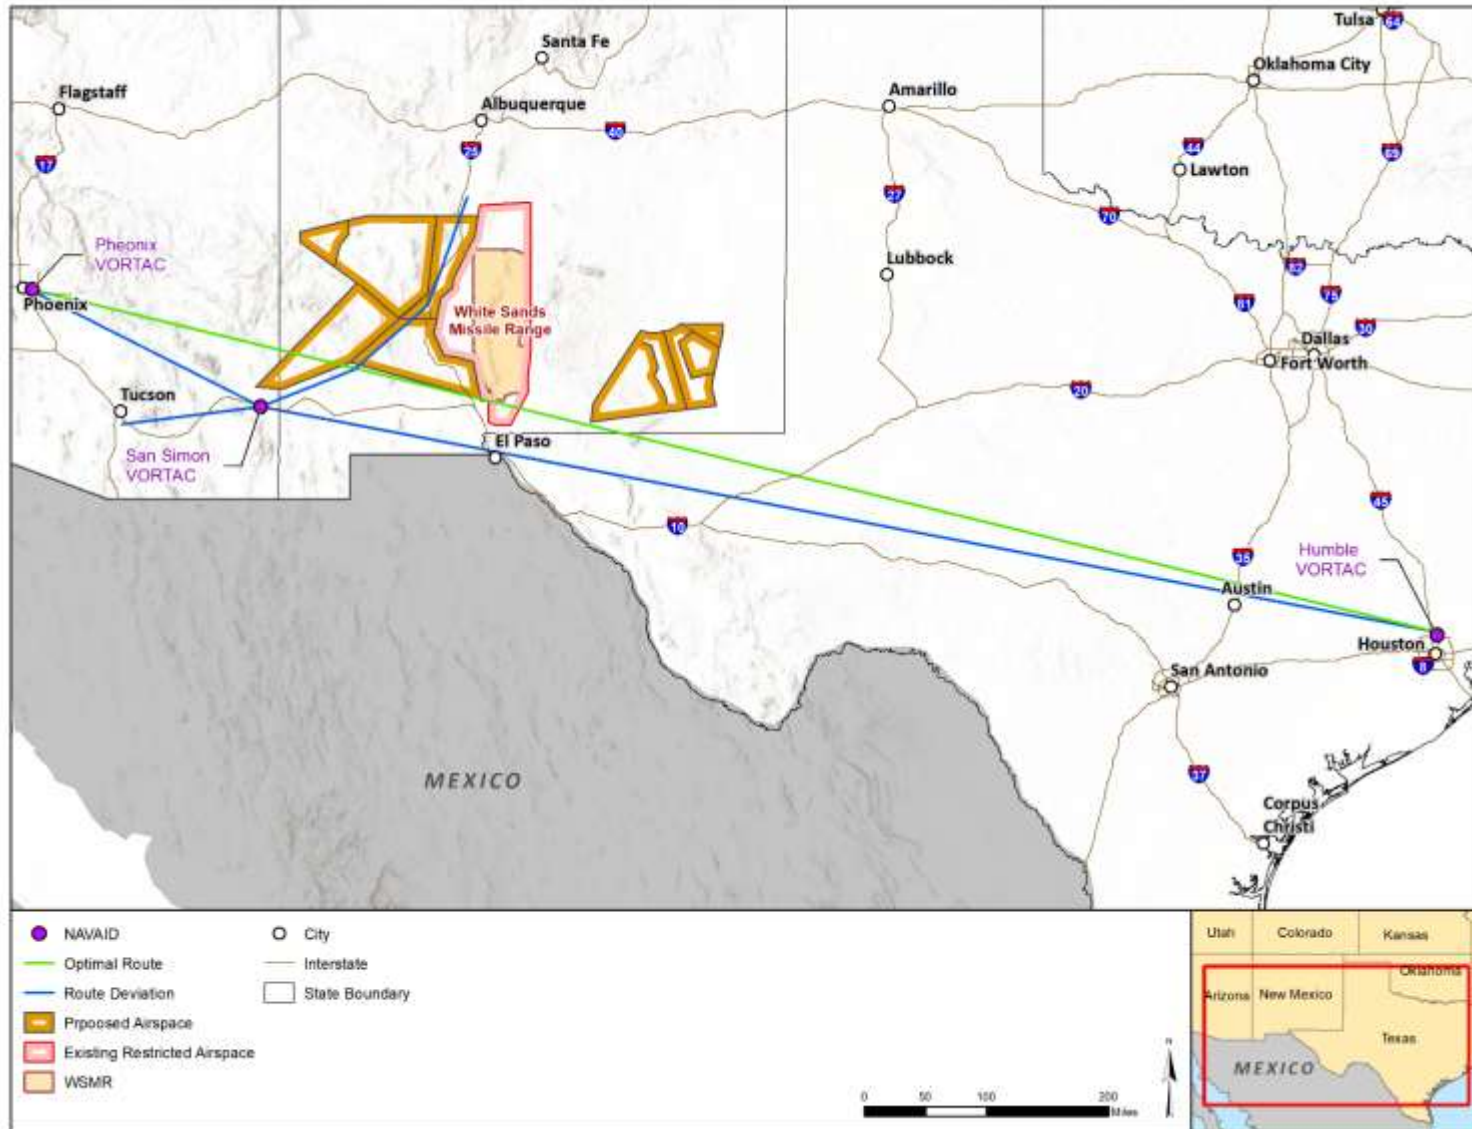 Santa Fe
Tulsa
64
Flagstaff
Albuquerque
Amarillo
Oklahoma City
40
17
25
44
69
Lawton
27
70
Pheonix
VORTAC
Lubbock
82
75
81
Phoenix
White Sands
Missile Range
30
Dallas
Fort Worth
20
Tucson
El Paso
San Simon
VORTAC
45
10
35
Humble
VORTAC
Austin
Houston
8
San Antonio
MEXICO
37
Corpus
Christi
NAVAID
City
Optimal Route
Interstate
Route Deviation
State Boundary
Prpoosed Airspace
Existing Restricted Airspace
WSMR
N
0 50 100 200
Miles
Utah
Colorado
Kansas
Oklahoma
Arizona
New Mexico
Texas
MEXICO